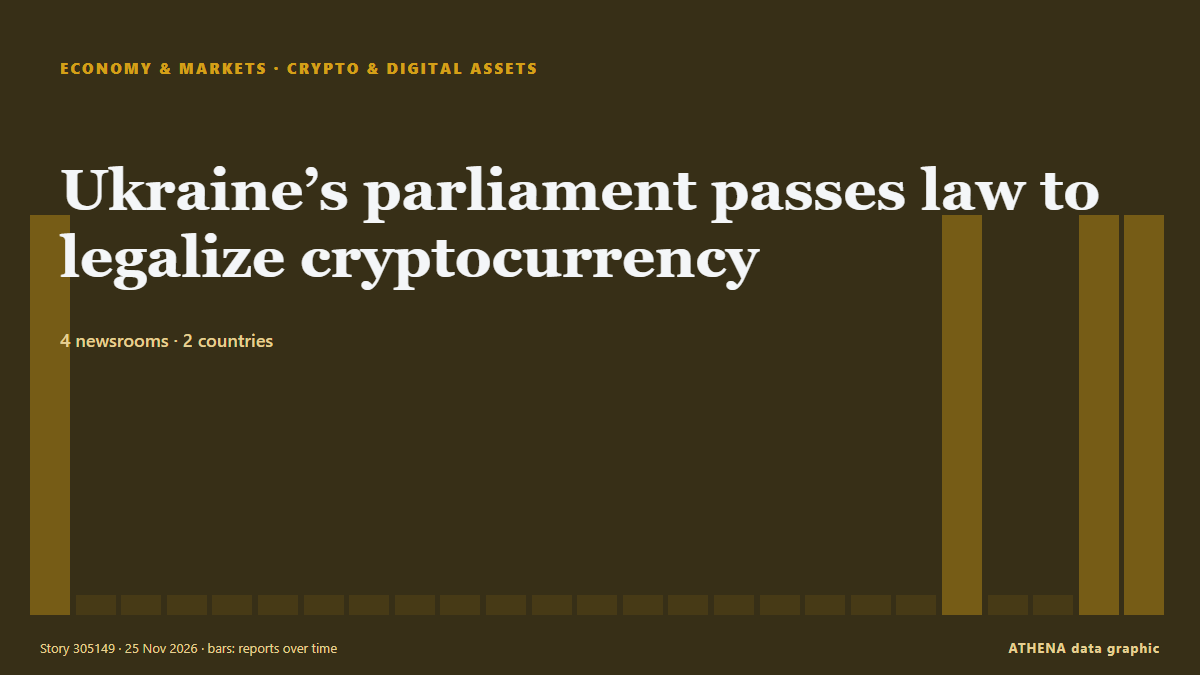 ECONOMY & MARKETS · CRYPTO & DIGITAL ASSETS
Ukraine’s parliament passes law to
legalize cryptocurrency
4 newsrooms · 2 countries
Story 305149 · 25 Nov 2026 · bars: reports over time
ATHENA data graphic